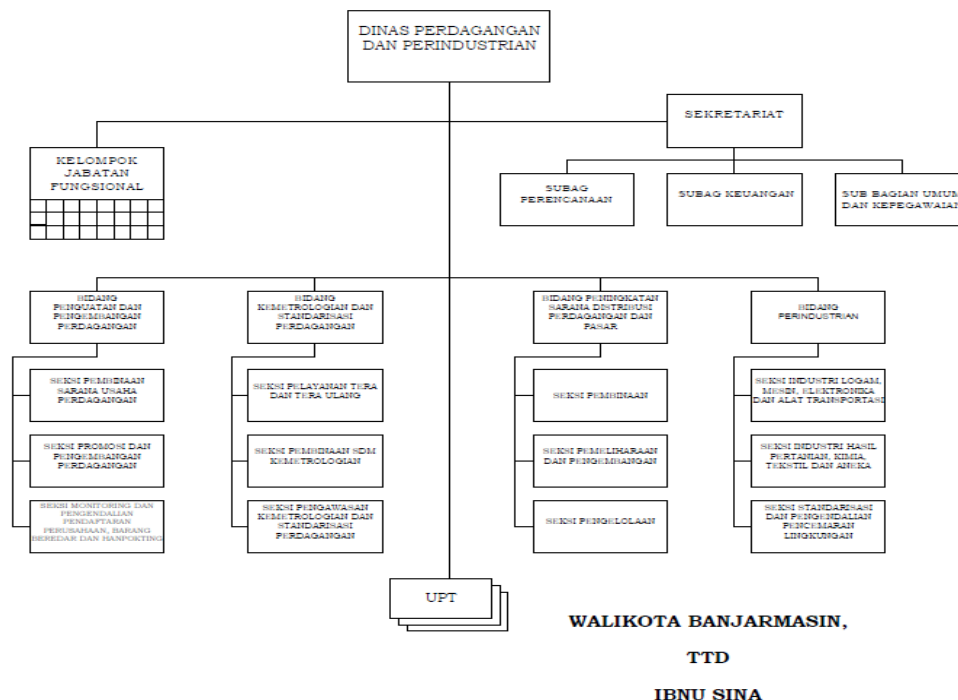 DINAS PERDAGANGAN
DAN PERINDUSTRIAN
SEKRETARIAT
KELOMPOK
JABATAN
FUNGSIONAL
SUBAG
PERENCANAAN
SUBAG KEUANGAN
SUB BAGIAN UMUM
DAN KEPEGAWAIAN
BIDANG
PENGUATAN DAN
PENGEMBANGAN
PERDAGANGAN
BIDANG
KEMETROLOGIAN DAN
STANDARISASI
PERDAGANGAN
BIDANG PENINGKATAN
SARANA DISTRIBUSI
PERDAGANGAN DAN
PASAR
BIDANG
PERINDUSTRIAN
SEKSI PEMBINAAN
SARANA USAHA
PERDAGANGAN
SEKSI PELAYANAN TERA
DAN TERA ULANG
SEKSI PEMBINAAN
SEKSI INDUSTRI LOGAM,
MESIN, ELEKTRONIKA
DAN ALAT TRANSPORTASI
SEKSI PROMOSI DAN
PENGEMBANGAN
PERDAGANGAN
SEKSI PEMBINAAN SDM
KEMETROLOGIAN
SEKSI PEMELIHARAAN
DAN PENGEMBANGAN
SEKSI INDUSTRI HASIL
PERTANIAN, KIMIA,
TEKSTIL DAN ANEKA
SEKSI MONITORING DAN
PENGENDALIAN
PENDAFTARAN
PERUSAHAAN, BARANG
BEREDAR DAN HANPOKTING
SEKSI PENGAWASAN
KEMETROLOGIAN DAN
STANDARISASI
PERDAGANGAN
SEKSI PENGELOLAAN
SEKSI STANDARISASI
DAN PENGENDALIAN
PENCEMARAN
LINGKUNGAN
UPT
WALIKOTA BANJARMASIN,
TTD
IBNU SINA